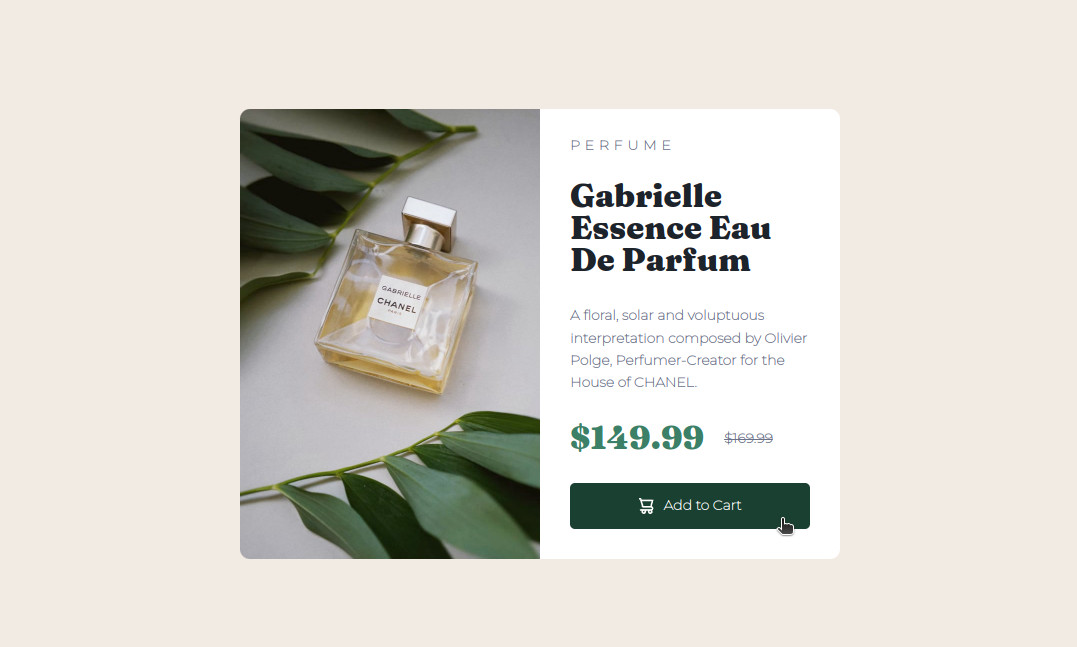 GABRIELLE
CHANEL
PARIS
PERFUME
Gabrielle
Essence Eau
De Parfum
A floral, solar and voluptuous
interpretation composed by Olivier
Polge, Perfumer-Creator for the
House of CHANEL.
$149.99 $169.99
Add to Cart